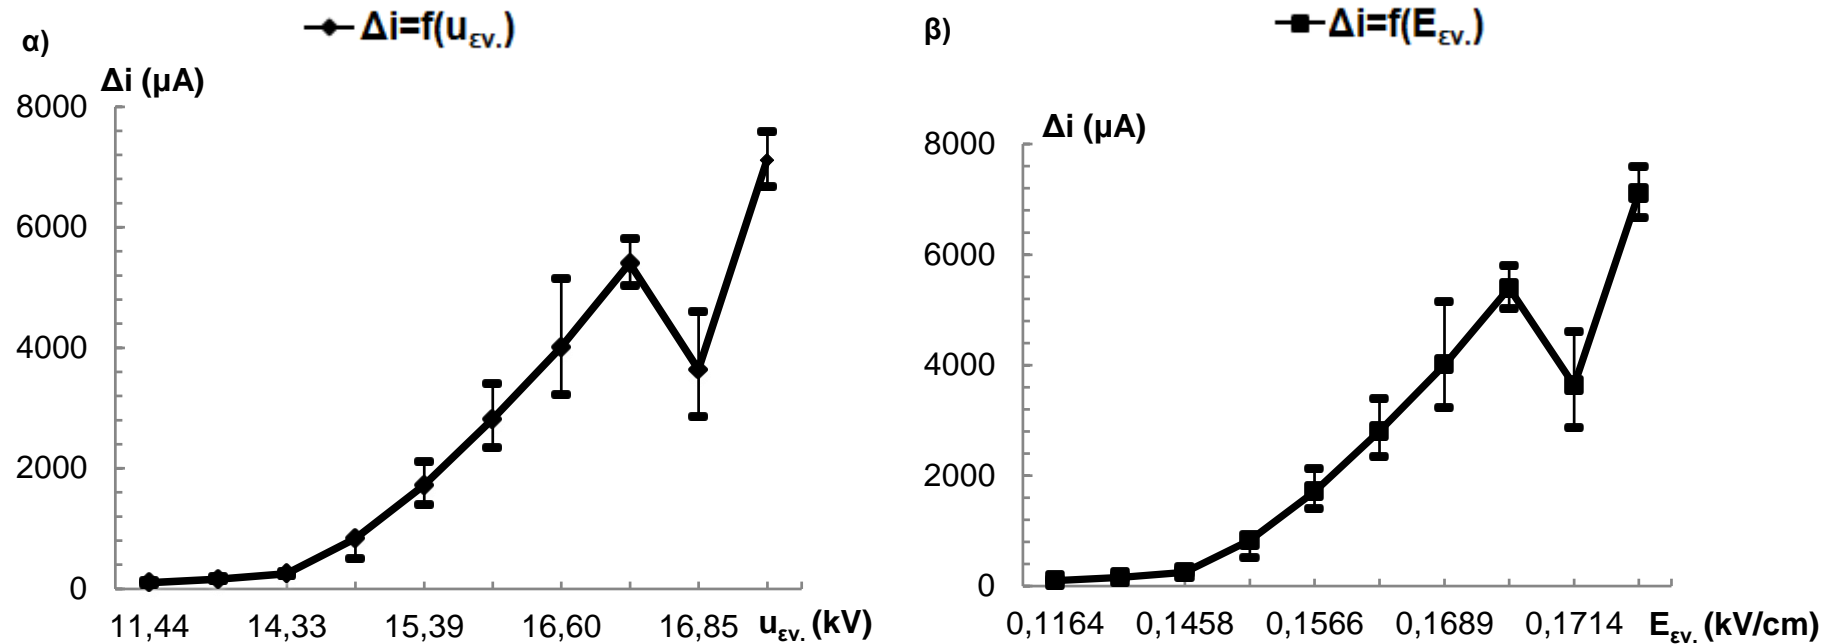 α)
Δi=f(uεν.)
Δi (μA)
8000
6000
4000
2000
0
11,44 14,33 15,39 16,60 16,85 uεν. (kV)
β)
Δi=f(Eεν.)
Δi (μA)
8000
6000
4000
2000
0
0,1164 0,1458 0,1566 0,1689 0,1714 Eεν. (kV/cm)